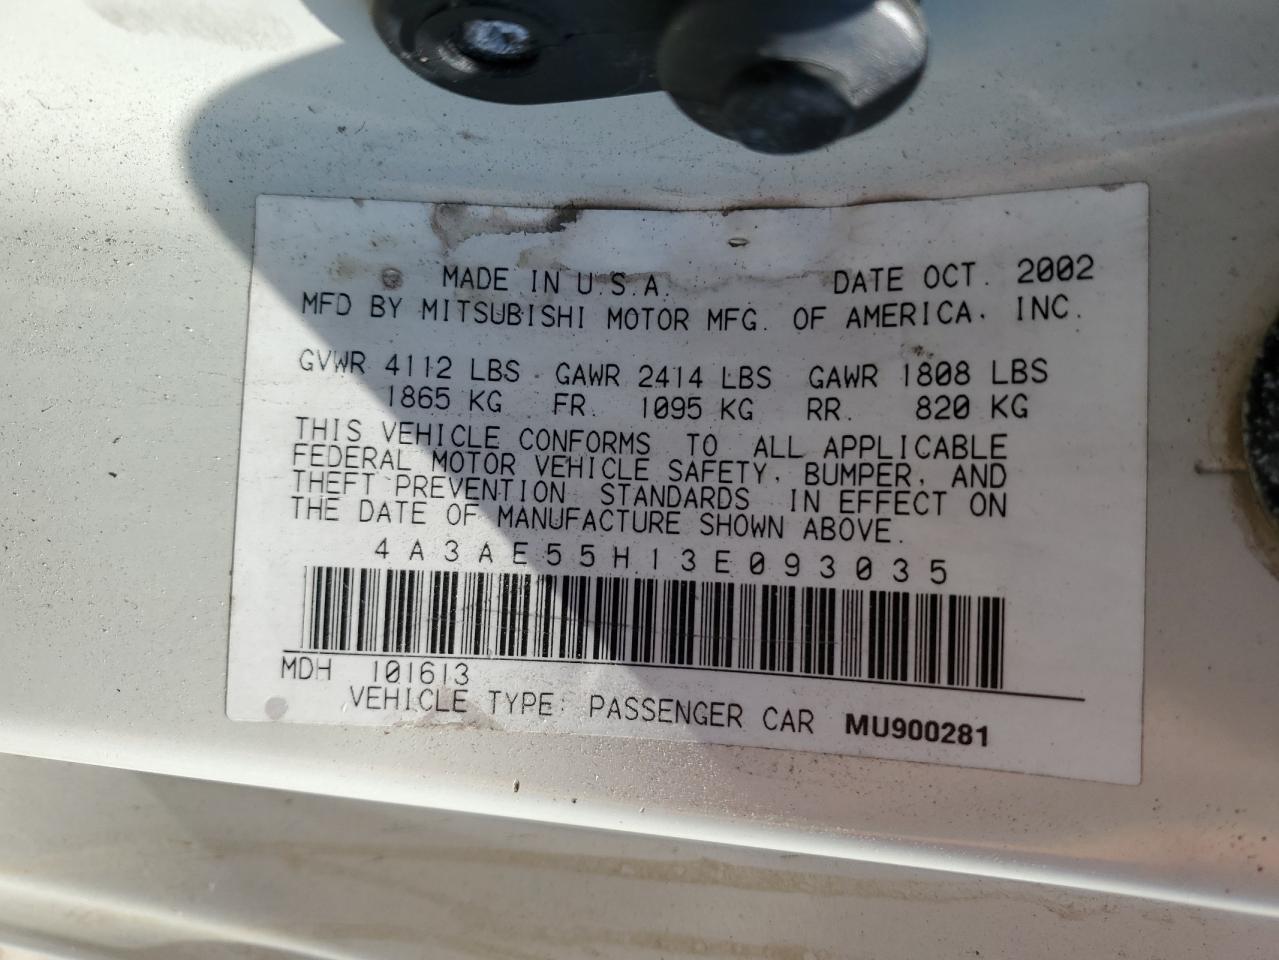 MADE IN U.S.A. DATE OCT. 2002
MFD BY MITSUBISHI MOTOR MFG. OF AMERICA, INC.
GVWR 4112 LBS GAWR 2414 LBS GAWR 1808 LBS
1865 KG FR. 1095 KG RR. 820 KG
THIS VEHICLE CONFORMS TO ALL APPLICABLE
FEDERAL MOTOR VEHICLE SAFETY, BUMPER, AND
THEFT PREVENTION STANDARDS IN EFFECT ON
THE DATE OF MANUFACTURE SHOWN ABOVE.
4A3AE55H13E093035
MDH 101613
VEHICLE TYPE: PASSENGER CAR MU900281